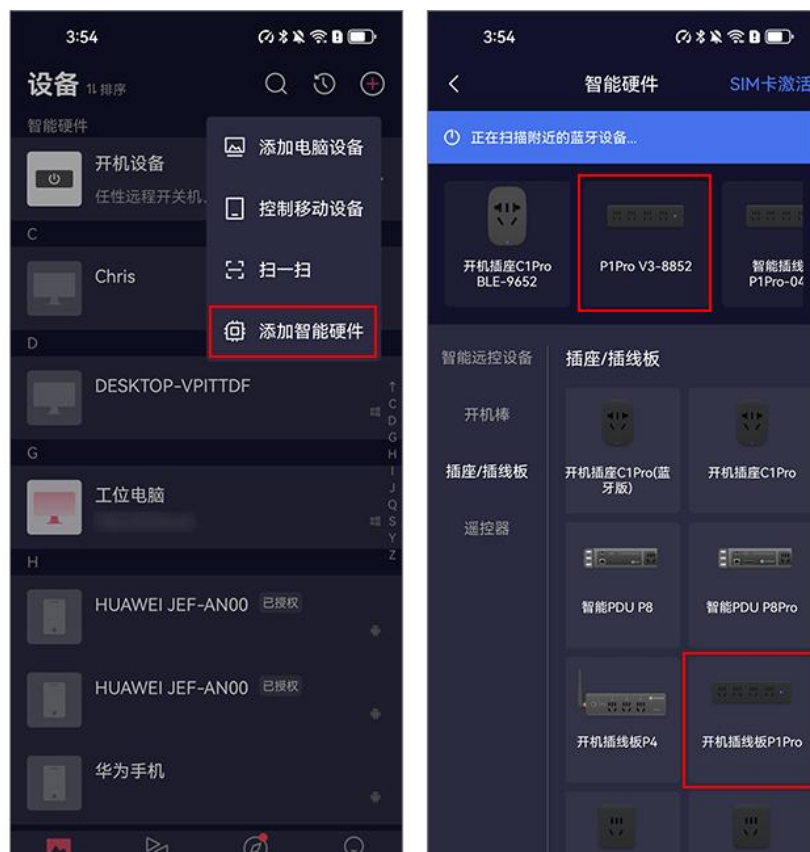 3:54
设备 排序
智能硬件
开机设备
任性远程开关机、
C
Chris
D
DESKTOP-VPITTDF
G
工位电脑
H
HUAWEI JEF-AN00 已授权
HUAWEI JEF-AN00 已授权
华为手机
添加电脑设备
控制移动设备
扫一扫
添加智能硬件
↑
C
D
G
H
I
J
Q
S
Y
Z
3:54
智能硬件 SIM卡激活
正在扫描附近的蓝牙设备...
开机插座C1Pro
BLE-9652
P1Pro V3-8852
智能插线
P1Pro-04
智能远控设备
开机棒
插座/插线板
遥控器
插座/插线板
开机插座C1Pro(蓝
牙版)
开机插座C1Pro
智能PDU P8
智能PDU P8Pro
开机插线板P4
开机插线板P1Pro